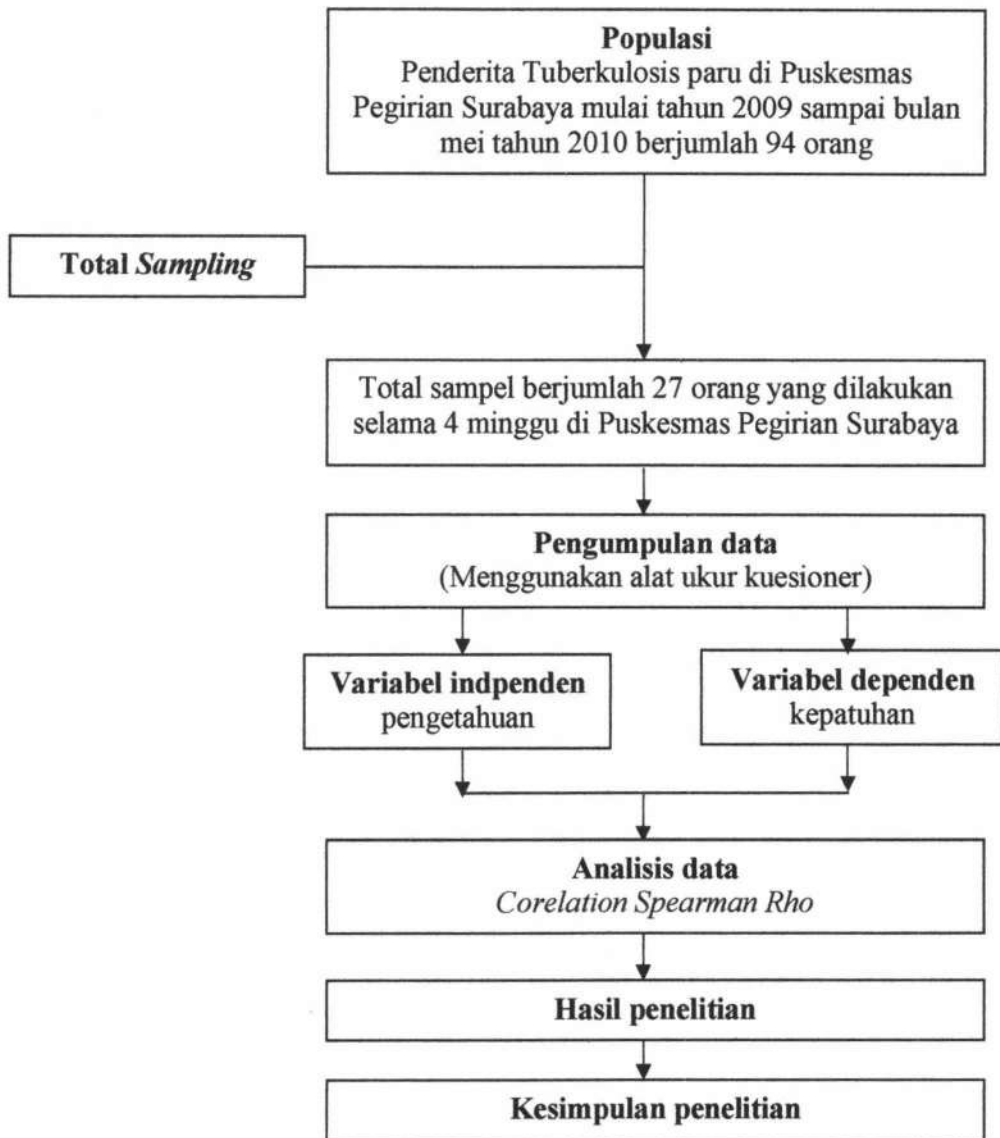 Populasi
Penderita Tuberkulosis paru di Puskesmas
Pegirian Surabaya mulai tahun 2009 sampai bulan
mei tahun 2010 berjumlah 94 orang
Total Sampling
Total sampel berjumlah 27 orang yang dilakukan
selama 4 minggu di Puskesmas Pegirian Surabaya
Pengumpulan data
(Menggunakan alat ukur kuesioner)
Variabel indpenden
pengetahuan
Variabel dependen
kepatuhan
Analisis data
Corelation Spearman Rho
Hasil penelitian
Kesimpulan penelitian